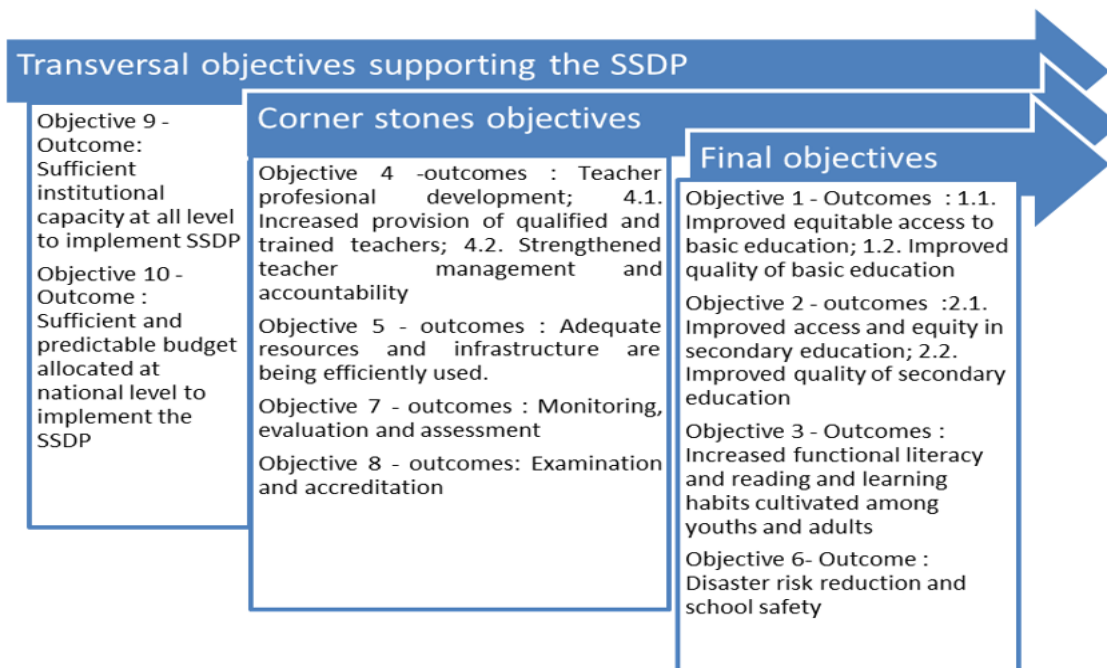 Transversal objectives supporting the SSDP
Objective 9 -
Outcome:
Sufficient
institutional
capacity at all level
to implement SSDP
Objective 10 -
Outcome :
Sufficient and
predictable budget
allocated at
national level to
implement the
SSDP
Corner stones objectives
Objective 4 -outcomes : Teacher
profesional development; 4.1.
Increased provision of qualified and
trained teachers; 4.2. Strengthened
teacher management and
accountability
Objective 5 - outcomes : Adequate
resources and infrastructure are
being efficiently used.
Objective 7 - outcomes : Monitoring,
evaluation and assessment
Objective 8 - outcomes: Examination
and accreditation
Final objectives
Objective 1 - Outcomes : 1.1.
Improved equitable access to
basic education; 1.2. Improved
quality of basic education
Objective 2 - outcomes :2.1.
Improved access and equity in
secondary education; 2.2.
Improved quality of secondary
education
Objective 3 - Outcomes :
Increased functional literacy
and reading and learning
habits cultivated among
youths and adults
Objective 6- Outcome :
Disaster risk reduction and
school safety